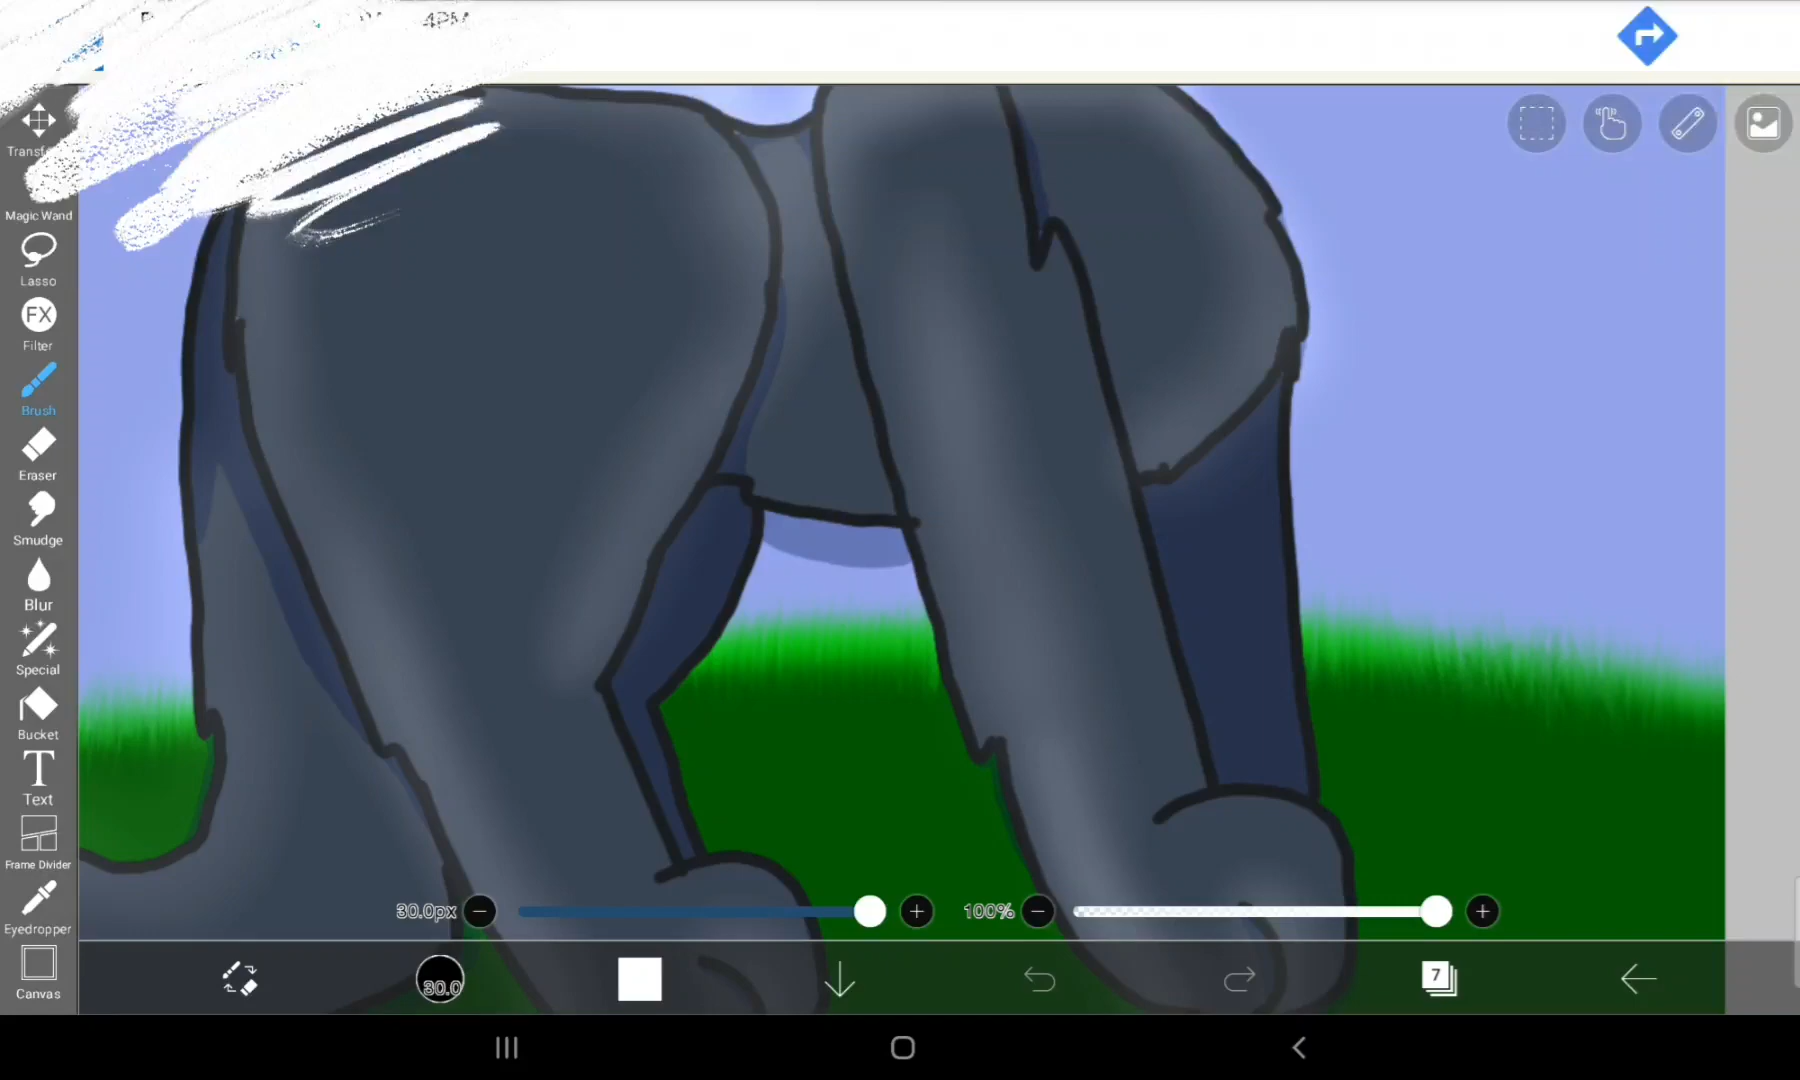 4PM
Magic Wand
Lasso
FX
Filter
Brush
Eraser
Smudge
Blur
Special
Bucket
T
Text
Frame Divider
Eyedropper
Canvas
30.0px
100%
30.0
7